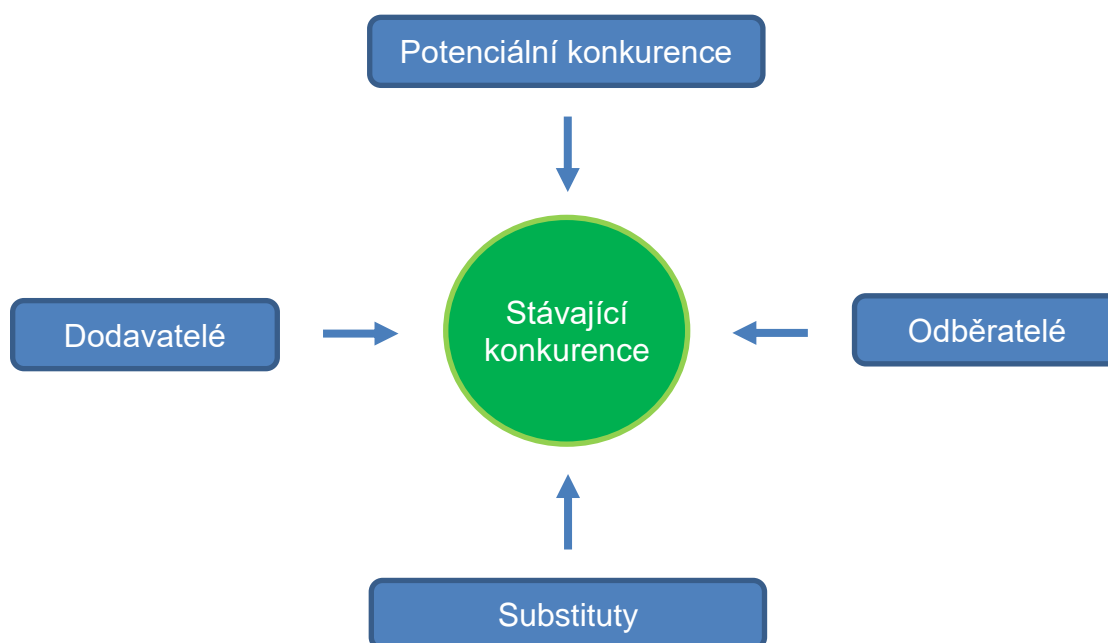 Potenciální konkurence
Dodavatelé
Stávající
konkurence
Odběratelé
Substituty